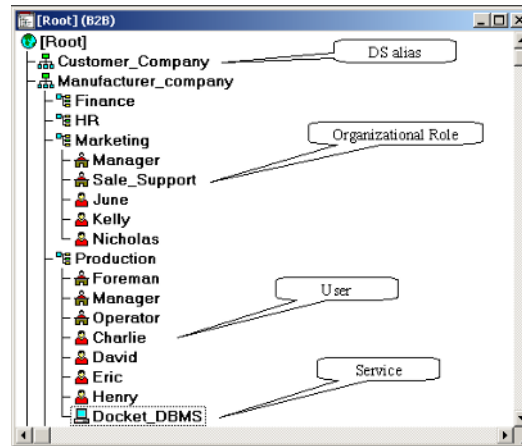 [Root] (B2B)
[Root]
DS alias
Customer_Company
Manufacturer_company
Finance
HR
Organizational Role
Marketing
Manager
Sale_Support
June
Kelly
Nicholas
Production
Foreman
User
Manager
Operator
Charlie
David
Service
Eric
Henry
Docket_DBMS